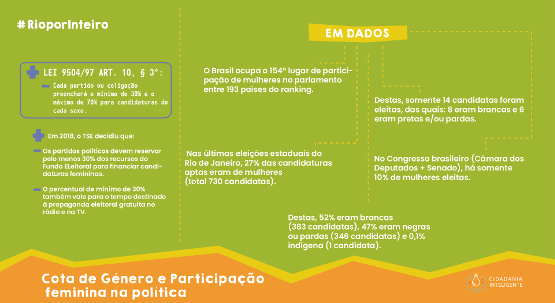 #RioporInteiro
LEI 9504/97 ART. 10, § 3º:
Cada partido ou coligação
preencherá o mínimo de 30% e o
máximo de 70% para candidaturas de
cada sexo.
Em 2018, o TSE decidiu que:
Os partidos políticos devem reservar
pelo menos 30% dos recursos do
Fundo Eleitoral para financiar candi-
daturas femininas.
O percentual de mínimo de 30%
também vale para o tempo destinado
à propaganda eleitoral gratuita no
rádio e na TV.
EM DADOS
O Brasil ocupa o 154º lugar de partici-
pação de mulheres no parlamento
entre 193 países do ranking.
Destas, somente 14 candidatas foram
eleitas, das quais: 8 eram brancas e 6
eram pretas e/ou pardas.
Nas últimas eleições estaduais do
Rio de Janeiro, 27% das candidaturas
aptas eram de mulheres
(total 730 candidatas).
No Congresso brasileiro (Câmara dos
Deputados + Senado), há somente
10% de mulheres eleitas.
Destas, 52% eram brancas
(383 candidatas), 47% eram negras
ou pardas (346 candidatas) e 0,1%
indígena (1 candidata).
Cota de Gênero e Participação
feminina na política
CIDADANIA
INTELIGENTE